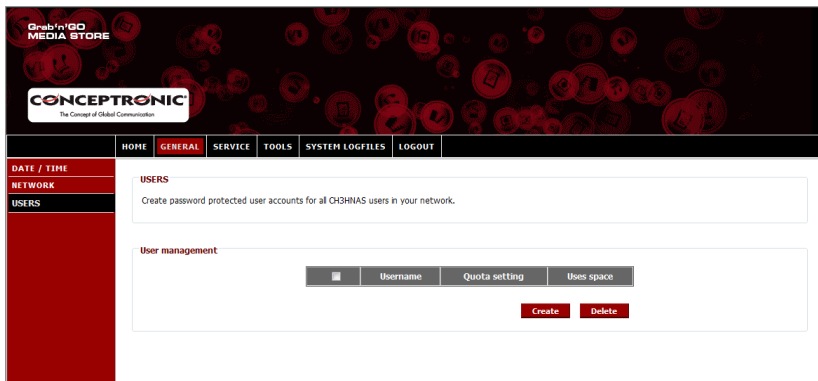 Grab'n'GO
MEDIA STORE
CONCEPTRONIC®
The Concept of Global Communication
HOME GENERAL SERVICE TOOLS SYSTEM LOGFILES LOGOUT
DATE / TIME
NETWORK
USERS
USERS
Create password protected user accounts for all CH3HNAS users in your network.
User management
Username Quota setting Uses space
Create Delete